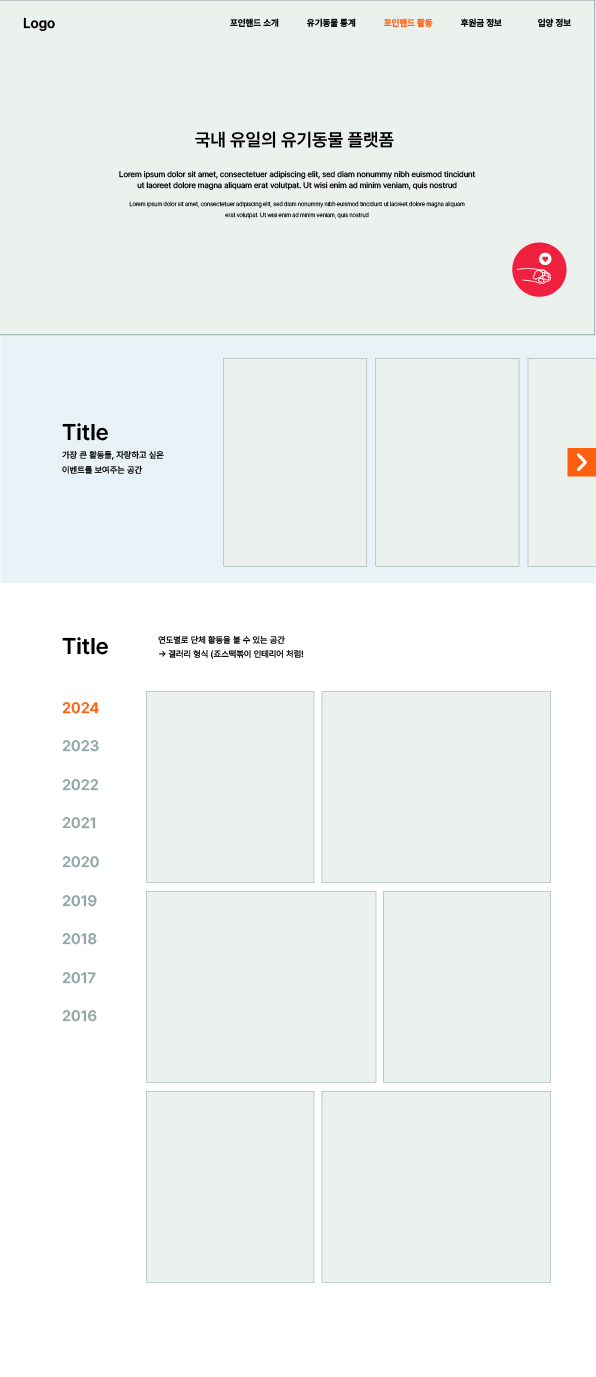 Logo
포인핸드 소개 유기동물 통계 포인핸드 활동 후원금 정보 입양 정보
국내 유일의 유기동물 플랫폼
Lorem ipsum dolor sit amet, consectetuer adipiscing elit, sed diam nonummy nibh euismod tincidunt
ut laoreet dolore magna aliquam erat volutpat. Ut wisi enim ad minim veniam, quis nostrud
Lorem ipsum dolor sit amet, consectetuer adipiscing elit, sed diam nonummy nibh euismod tincidunt ut laoreet dolore magna aliquam
erat volutpat. Ut wisi enim ad minim veniam, quis nostrud
Title
가장 큰 활동들, 자랑하고 싶은
이벤트를 보여주는 공간
Title
연도별로 단체 활동을 볼 수 있는 공간
→ 갤러리 형식 (죠스떡볶이 인테리어 처럼!
2024
2023
2022
2021
2020
2019
2018
2017
2016